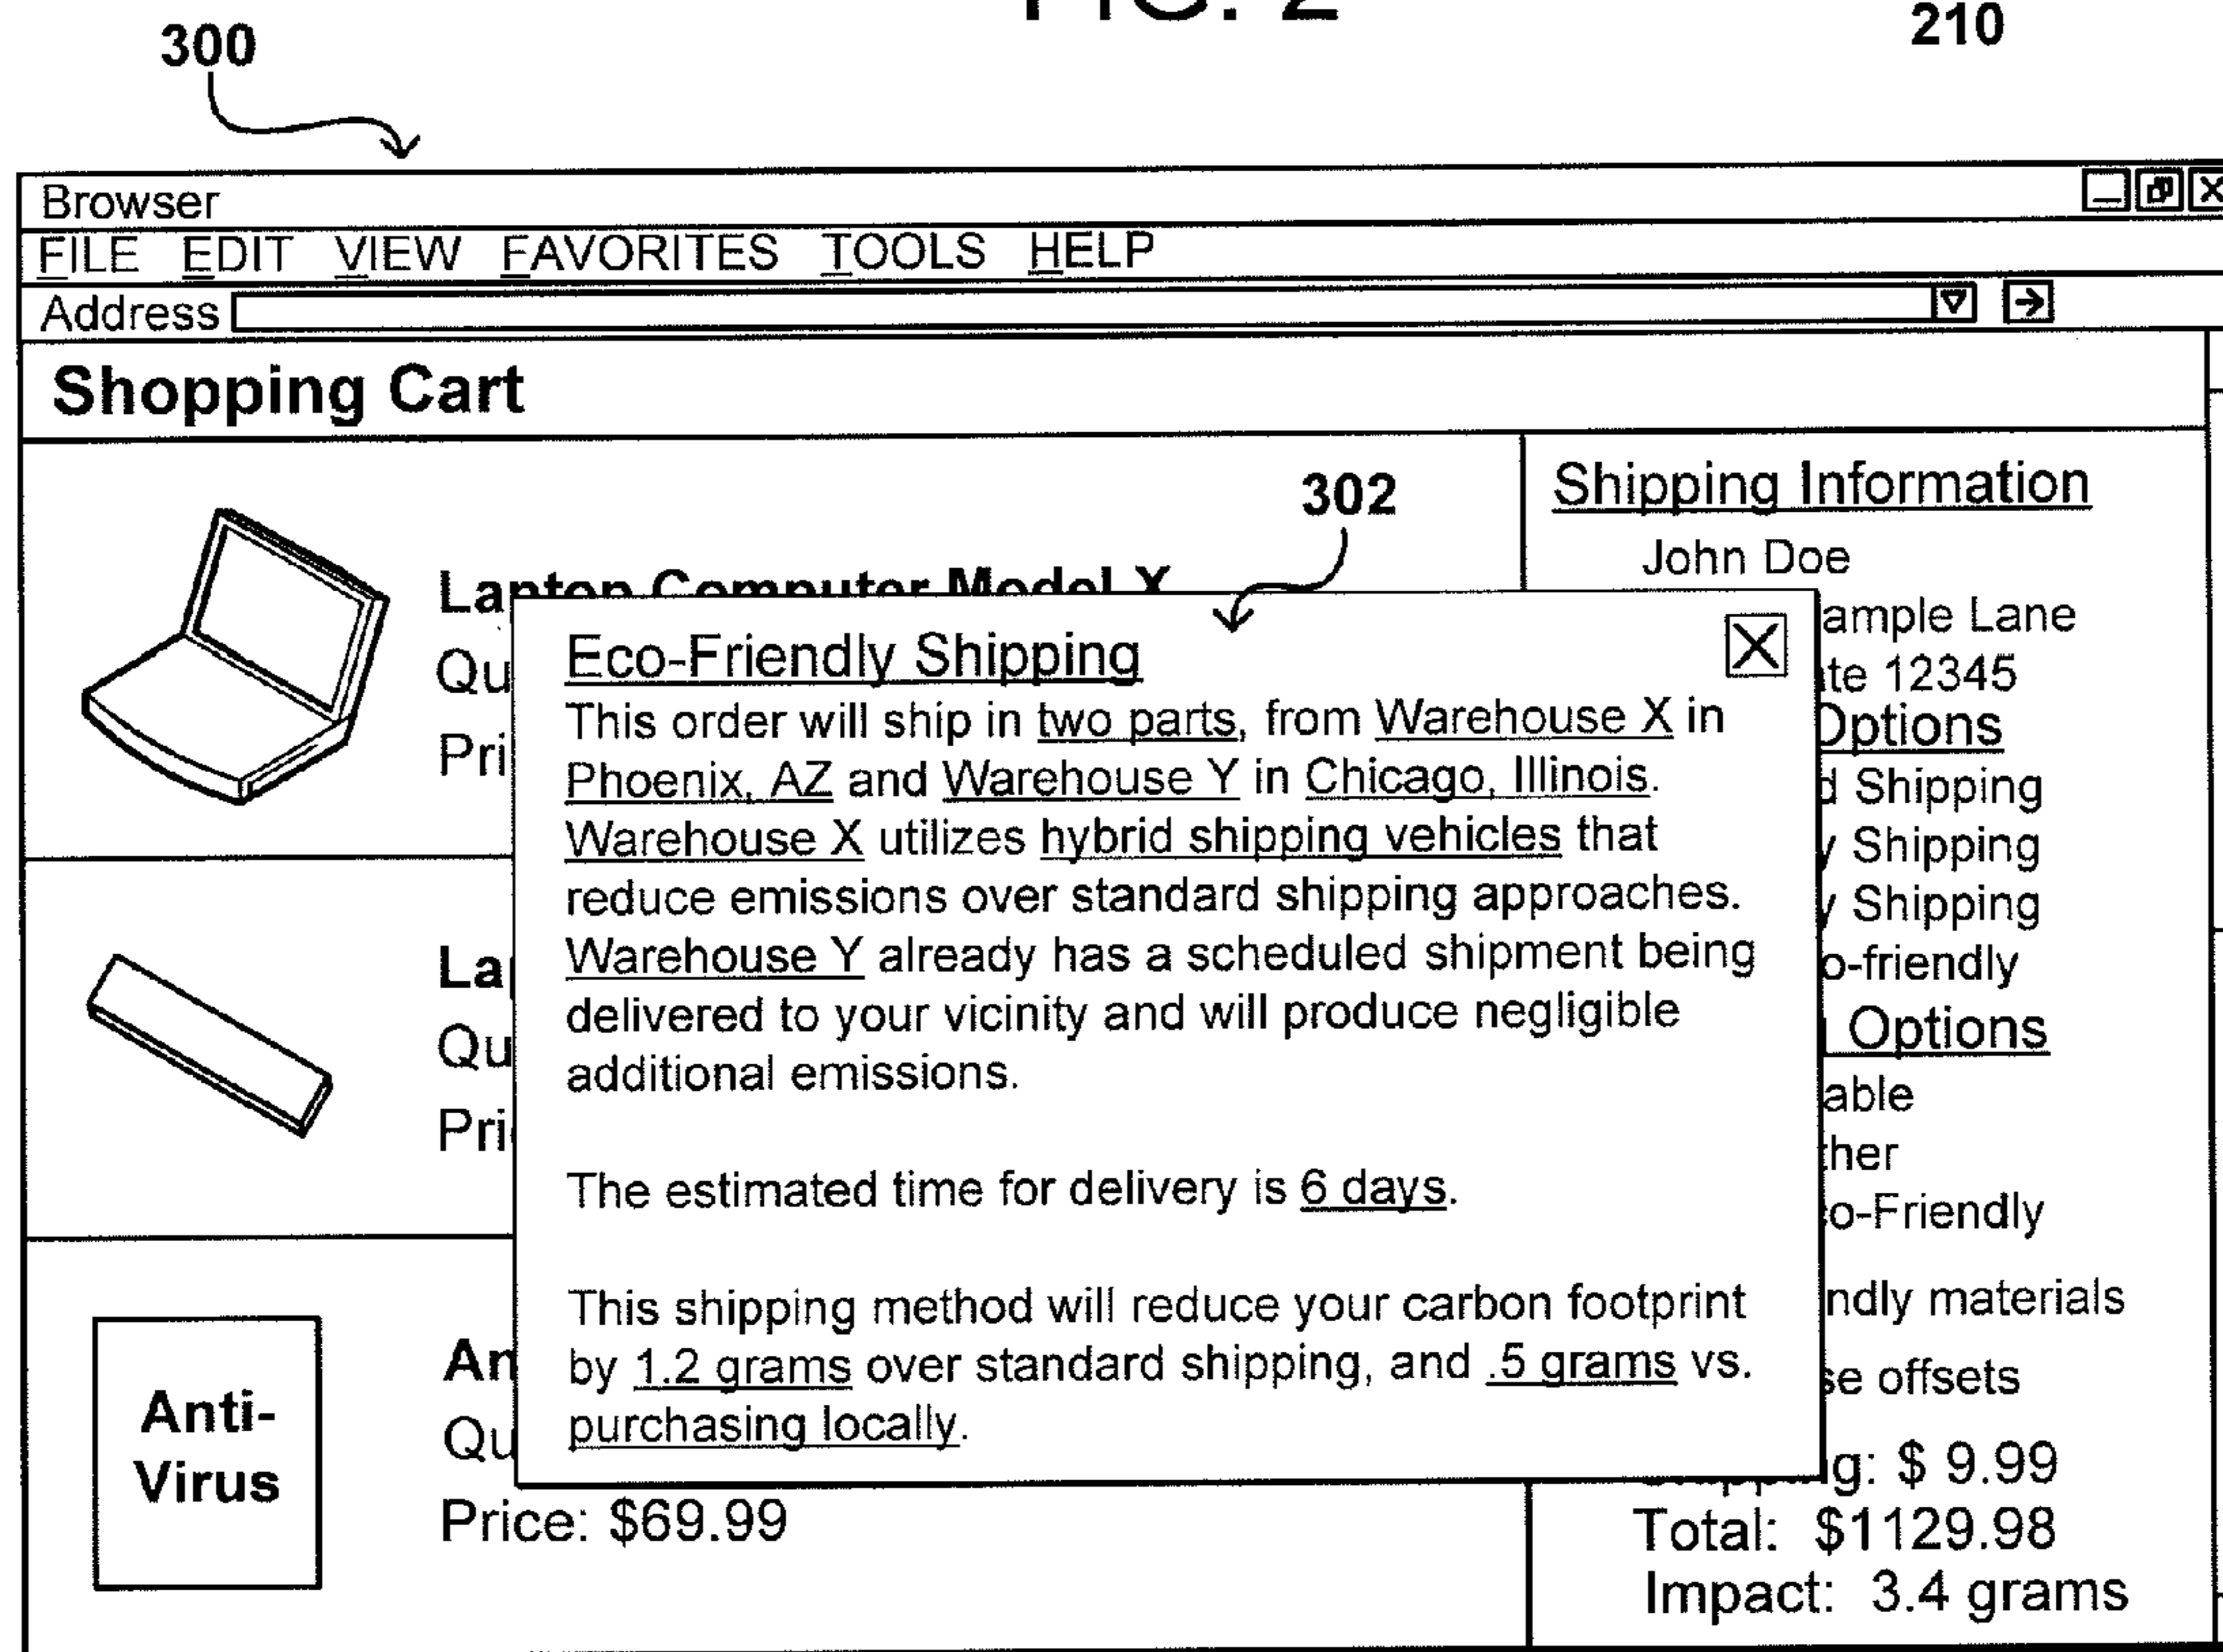 FIG. 2
210
300
Browser
FILE EDIT VIEW FAVORITES TOOLS HELP
Address
Shopping Cart
302
Shipping Information
John Doe
Laptop Computer Model X
ample Lane
Eco-Friendly Shipping
Qu
te 12345
This order will ship in two parts, from Warehouse X in
Options
Pri
Phoenix, AZ and Warehouse Y in Chicago, Illinois.
d Shipping
Warehouse X utilizes hybrid shipping vehicles that
y Shipping
reduce emissions over standard shipping approaches.
y Shipping
La
Warehouse Y already has a scheduled shipment being
o-friendly
delivered to your vicinity and will produce negligible
Options
Qu
additional emissions.
able
Pri
her
The estimated time for delivery is 6 days.
o-Friendly
This shipping method will reduce your carbon footprint
ndly materials
An
by 1.2 grams over standard shipping, and .5 grams vs.
se offsets
Anti-
Virus
Qu
purchasing locally.
g: $ 9.99
Price: $69.99
Total: $1129.98
Impact: 3.4 grams